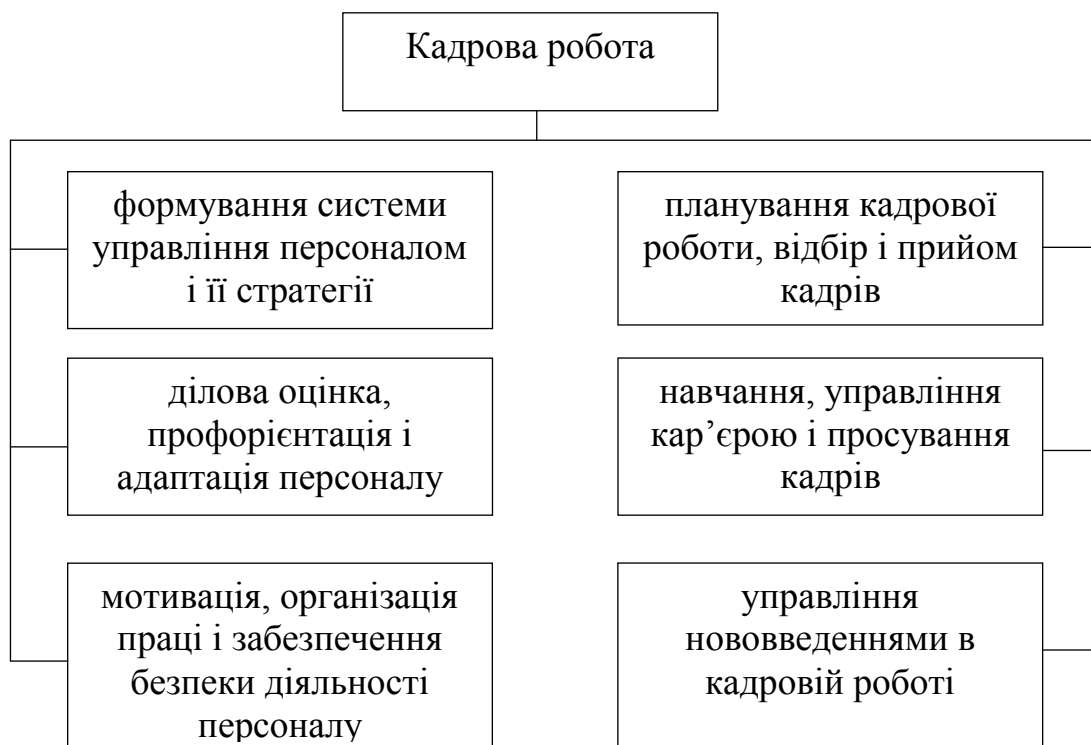 Кадрова робота
формування системи
управління персоналом
і її стратегії
планування кадрової
роботи, відбір і прийом
кадрів
ділова оцінка,
профорієнтація і
адаптація персоналу
навчання, управління
кар’єрою і просування
кадрів
мотивація, організація
праці і забезпечення
безпеки діяльності
персоналу
управління
нововведеннями в
кадровій роботі